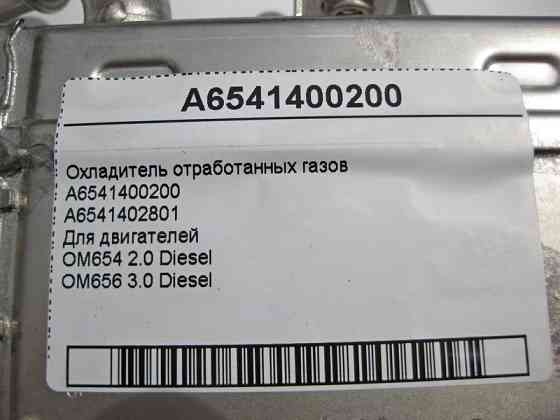 A6541400200
Охладитель отработанных газов
A6541400200
A6541402801
Для двигателей
OM654 2.0 Diesel
OM656 3.0 Diesel